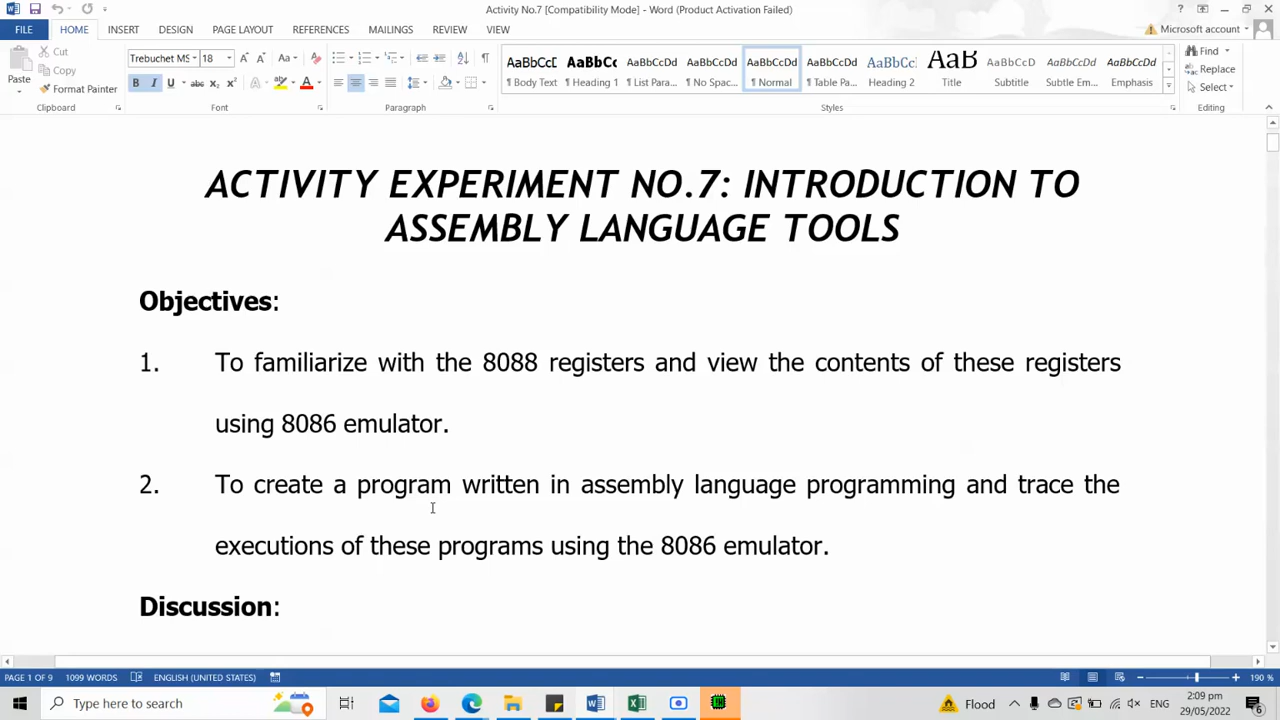 Activity No.7 [Compatibility Mode] - Word (Product Activation Failed)
FILE HOME INSERT DESIGN PAGE LAYOUT REFERENCES MAILINGS REVIEW VIEW Microsoft account
Paste Cut Copy Format Painter
Clipboard
Trebuchet MS 18
Font
Paragraph
AaBbCcD AaBbCc AaBbCcDd AaBbCcDd AaBbCcDd AaBbCcDd AaBbCcDd AaB AaBbCcD AaBbCcDd AaBbCcDd
¶ Body Text ¶ Heading 1 ¶ List Para... ¶ No Spac... ¶ Normal ¶ Table Pa... Heading 2 Title Subtitle Subtle Em... Emphasis
Styles
Find
Replace
Select
Editing
ACTIVITY EXPERIMENT NO.7: INTRODUCTION TO
ASSEMBLY LANGUAGE TOOLS
Objectives:
1. To familiarize with the 8088 registers and view the contents of these registers
using 8086 emulator.
2. To create a program written in assembly language programming and trace the
executions of these programs using the 8086 emulator.
Discussion:
PAGE 1 OF 9 1099 WORDS ENGLISH (UNITED STATES) 190 %
Type here to search
Flood ENG 2:09 pm
29/05/2022 6